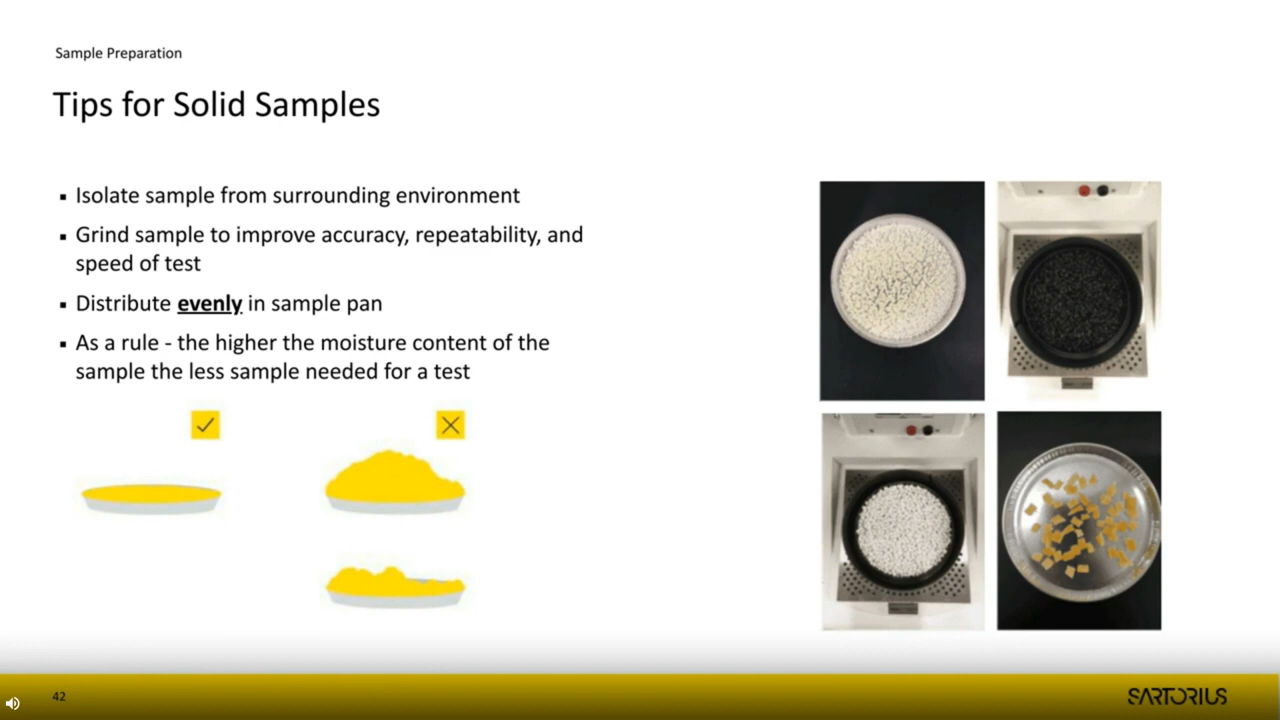 Sample Preparation
Tips for Solid Samples
▪ Isolate sample from surrounding environment
▪ Grind sample to improve accuracy, repeatability, and
speed of test
▪ Distribute evenly in sample pan
▪ As a rule - the higher the moisture content of the
sample the less sample needed for a test
42
SARTORIUS